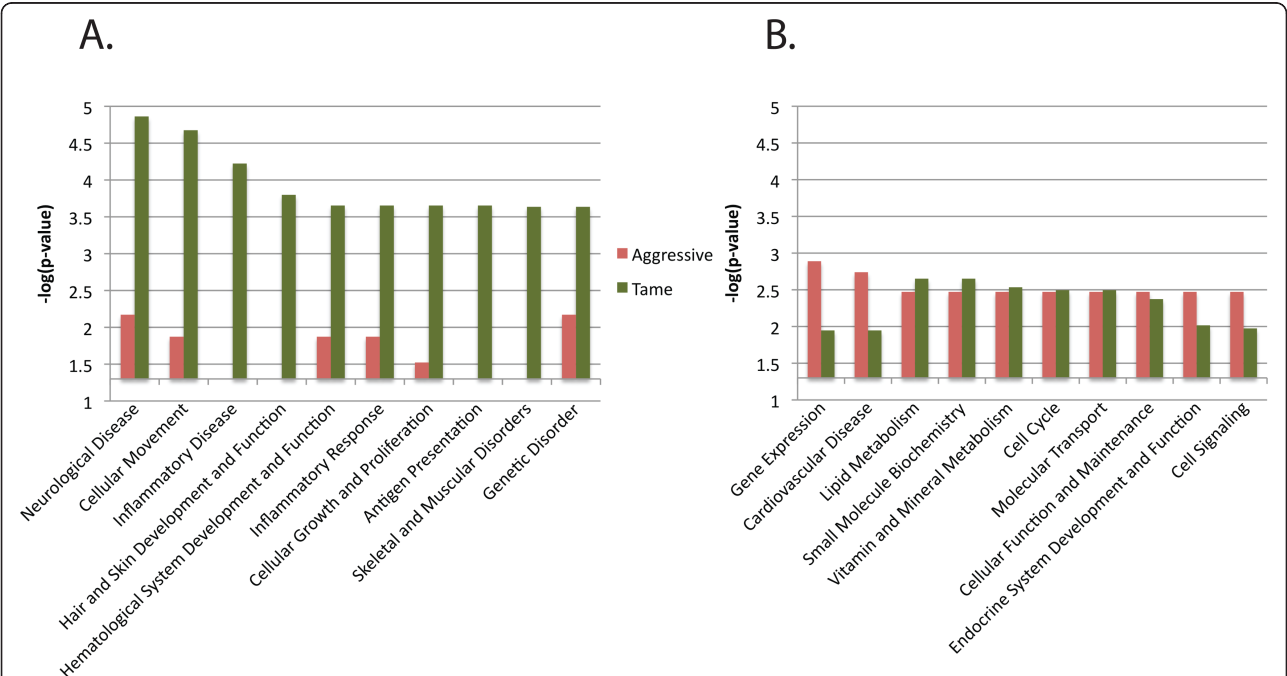 A.
5
4.5
4
3.5
3
2.5
2
1.5
1
-log(p-value)
Neurological Disease
Cellular Movement
Inflammatory Disease
Hair and Skin Development and Function
Hematological System Development and Function
Inflammatory Response
Cellular Growth and Proliferation
Antigen Presentation
Skeletal and Muscular Disorders
Genetic Disorder
Aggressive
Tame
B.
5
4.5
4
3.5
3
2.5
2
1.5
1
-log(p-value)
Gene Expression
Cardiovascular Disease
Lipid Metabolism
Small Molecule Biochemistry
Vitamin and Mineral Metabolism
Cell Cycle
Molecular Transport
Cellular Function and Maintenance
Endocrine System Development and Function
Cell Signaling